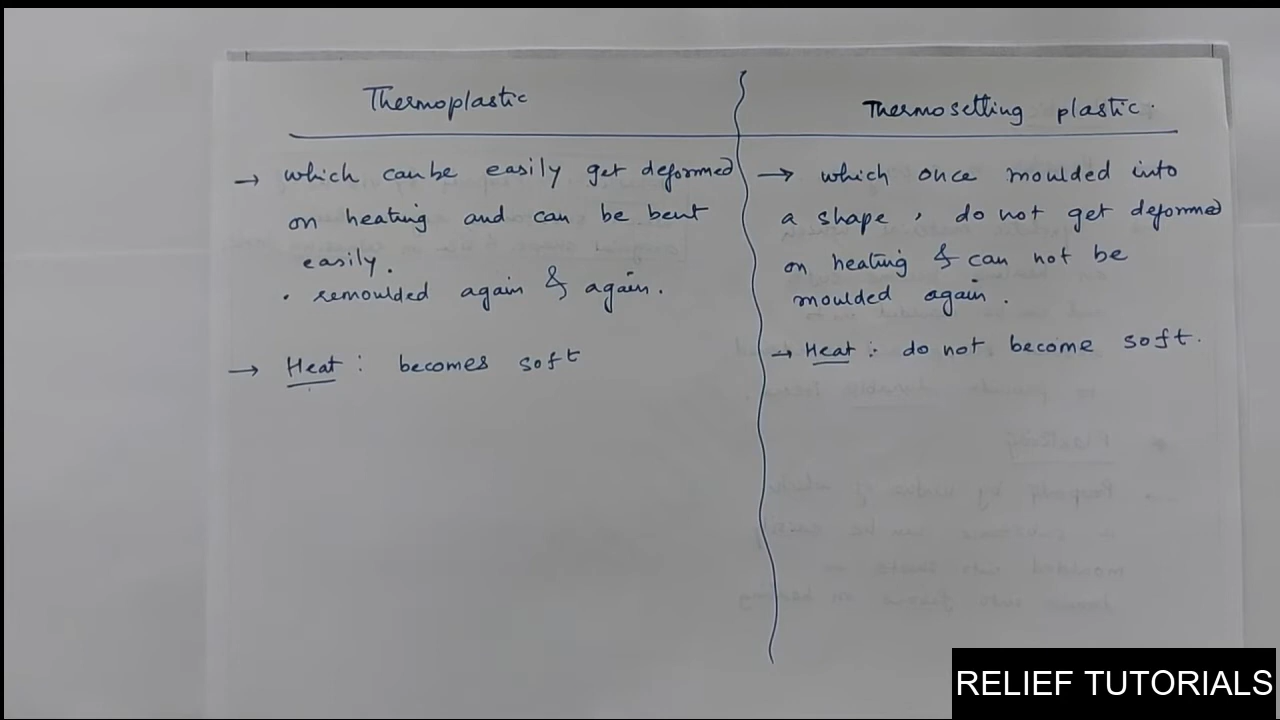 Thermoplastic
→ which can be easily get deformed
on heating and can be bent
easily.
. remoulded again & again.
→ Heat : becomes soft
Thermosetting plastic.
→ which once moulded into
a shape, do not get deformed
on heating & can not be
moulded again.
→ Heat : do not become soft.
RELIEF TUTORIALS